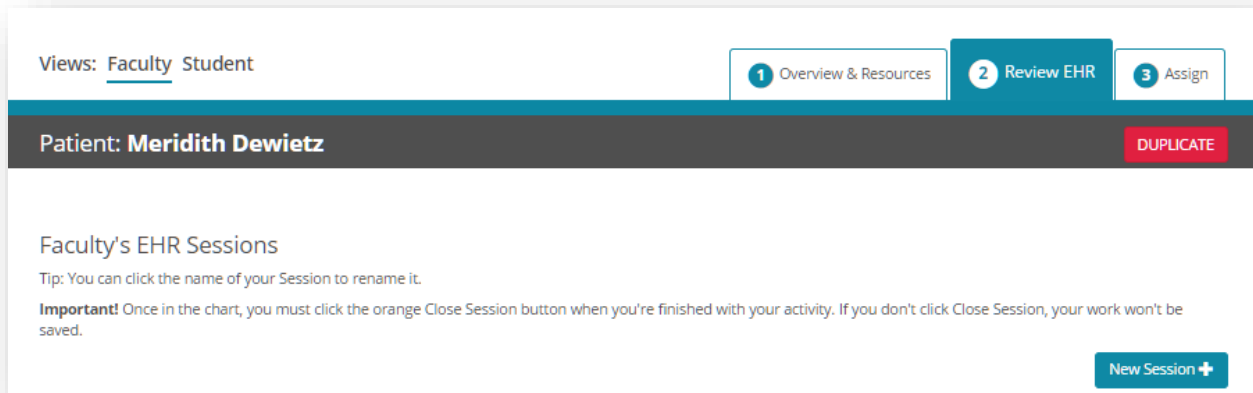 Views: Faculty Student
1 Overview & Resources
2 Review EHR
3 Assign
Patient: Meridith Dewietz
DUPLICATE
Faculty's EHR Sessions
Tip: You can click the name of your Session to rename it.
Important! Once in the chart, you must click the orange Close Session button when you're finished with your activity. If you don't click Close Session, your work won't be
saved.
New Session +